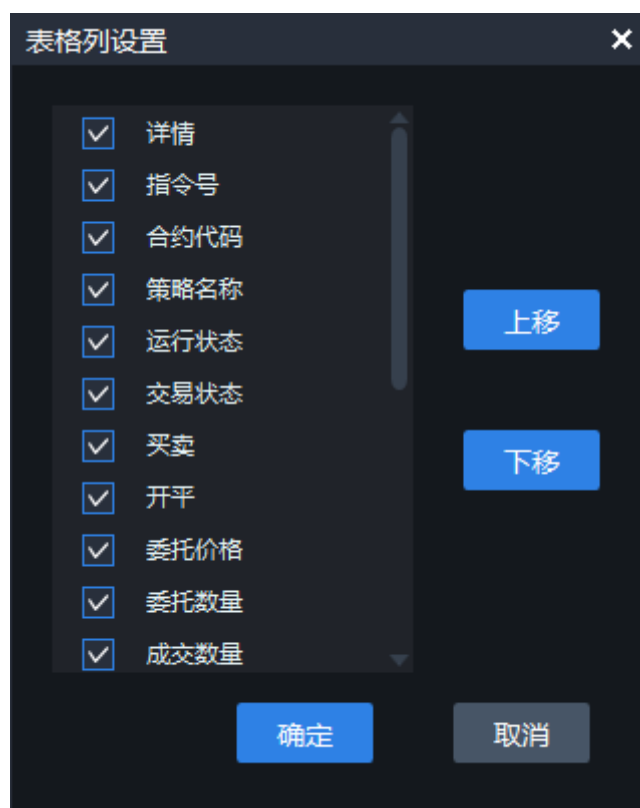 表格列设置
详情
指令号
合约代码
策略名称
运行状态
交易状态
买卖
开平
委托价格
委托数量
成交数量
上移
下移
确定
取消